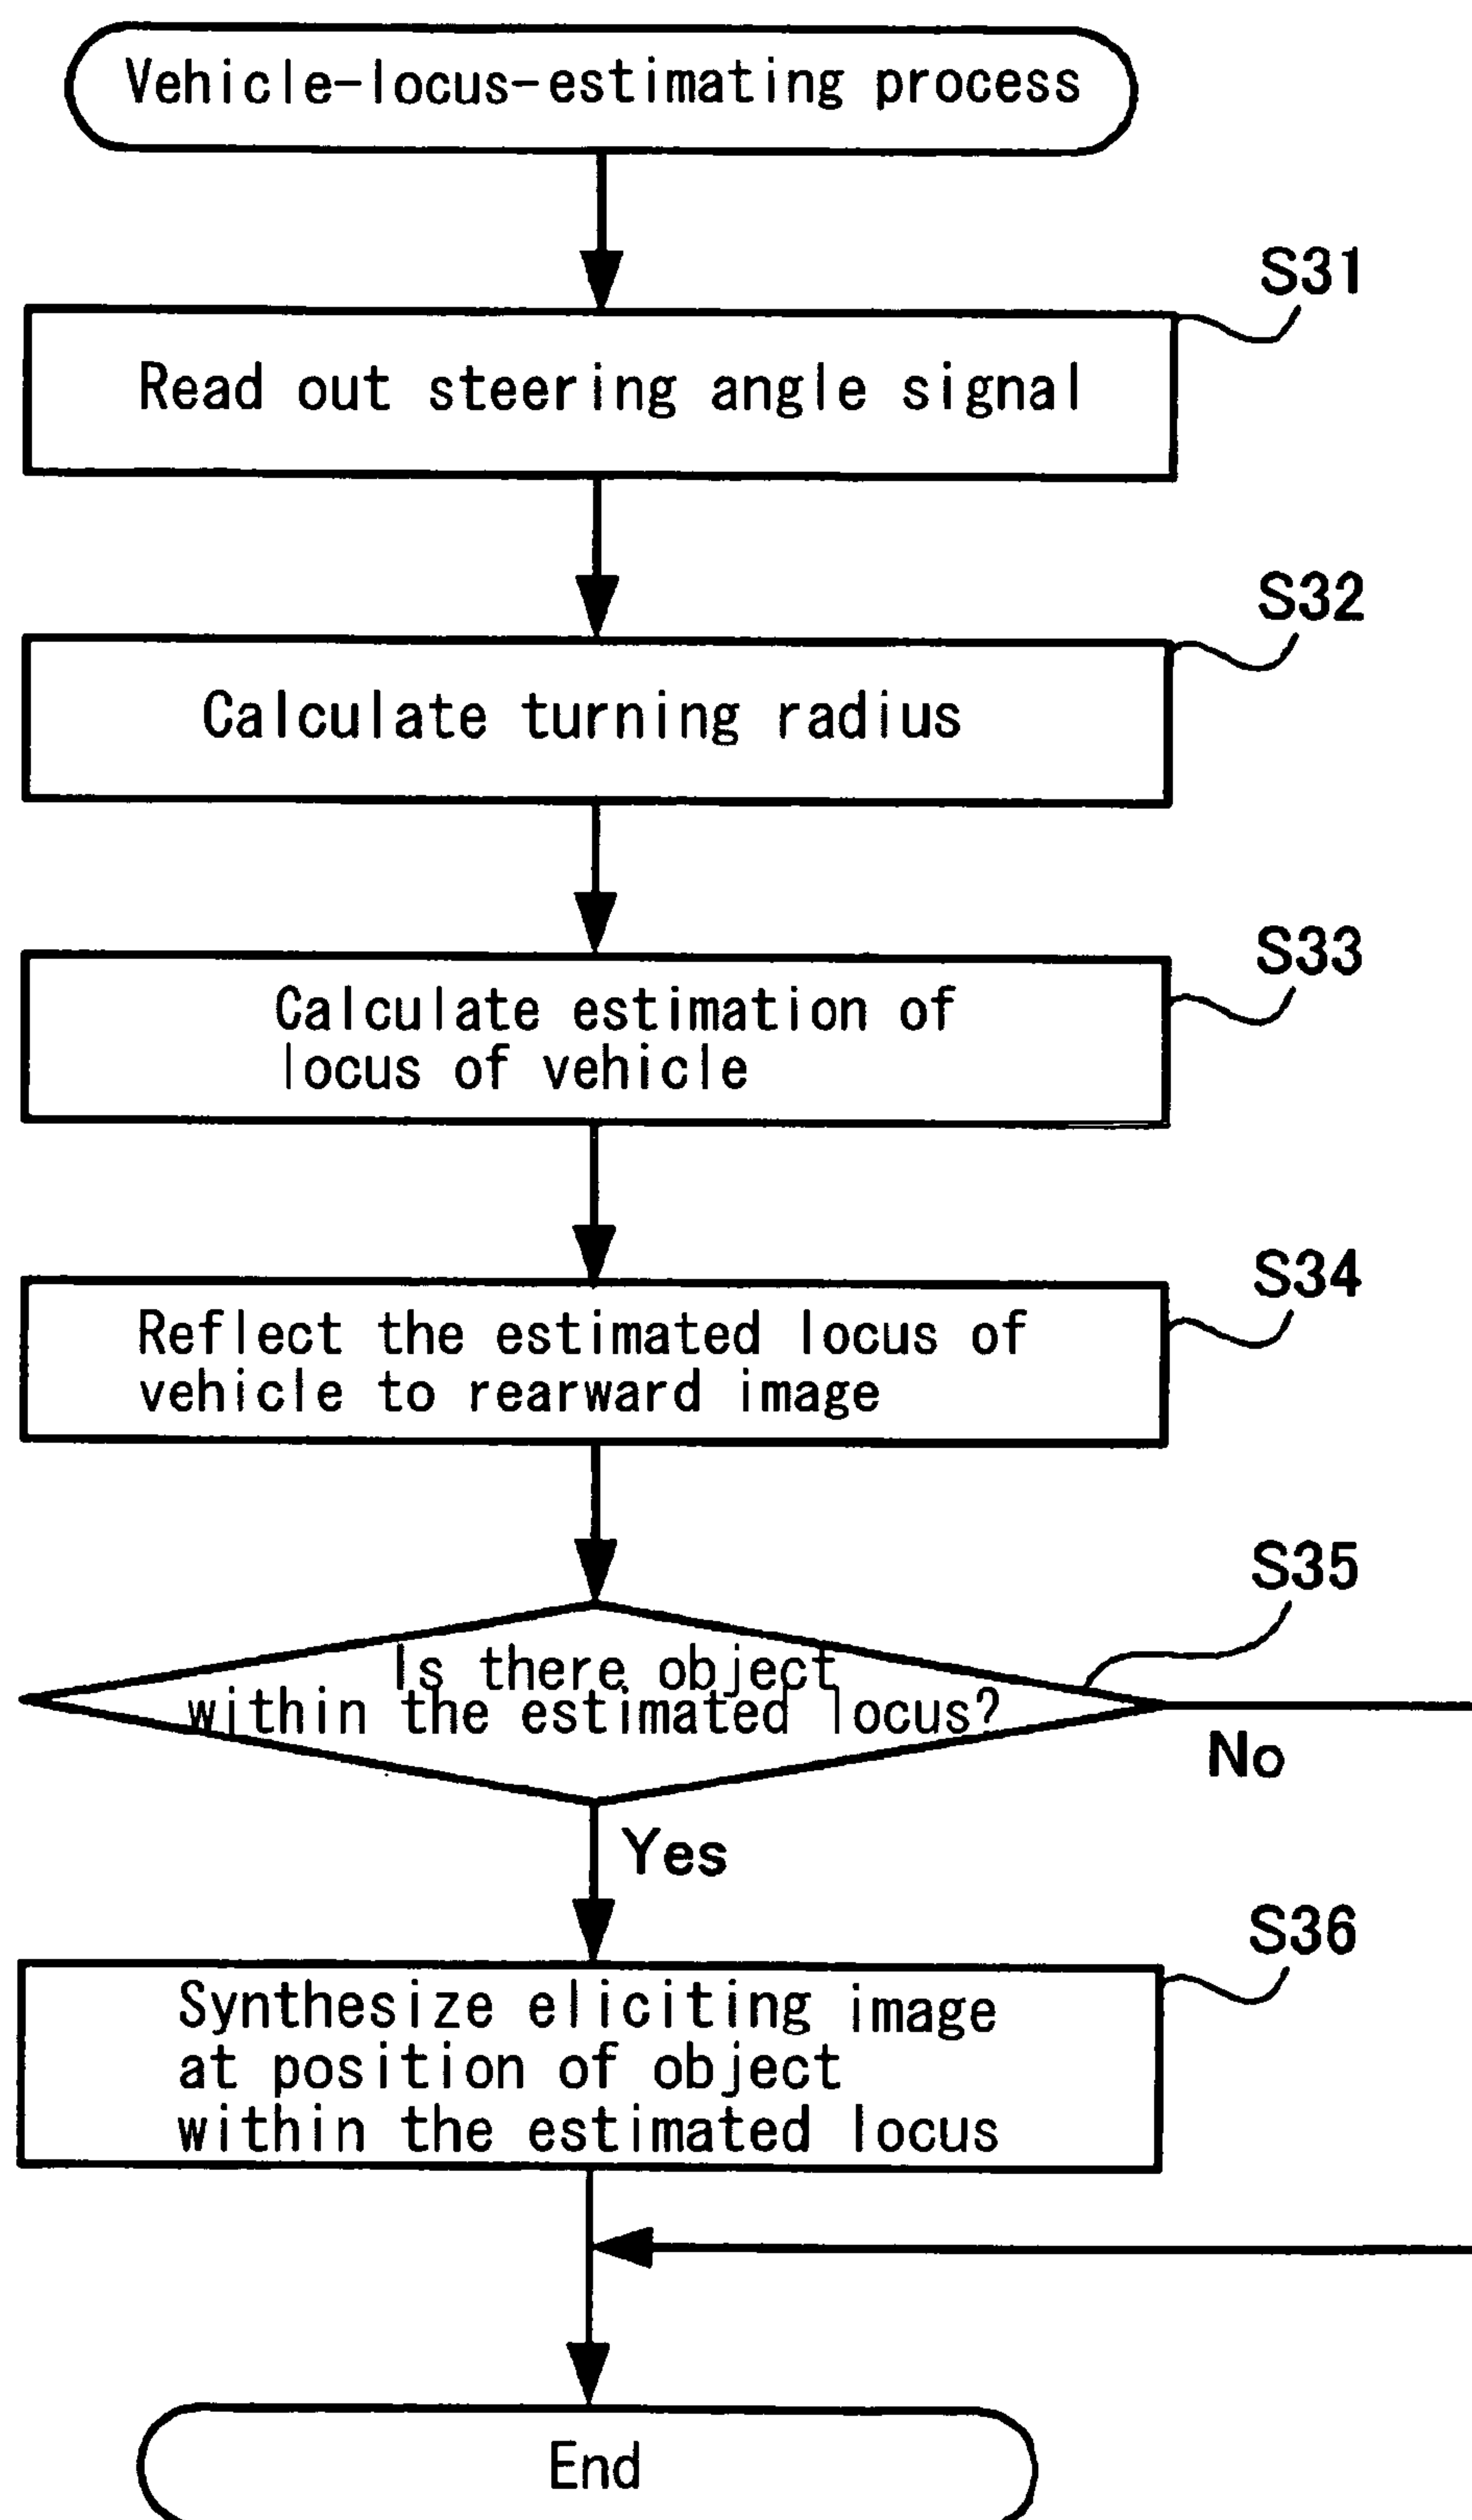 Vehicle-locus-estimating process
S31
Read out steering angle signal
S32
Calculate turning radius
S33
Calculate estimation of
locus of vehicle
S34
Reflect the estimated locus of
vehicle to rearward image
S35
Is there object
within the estimated locus?
No
Yes
S36
Synthesize eliciting image
at position of object
within the estimated locus
End